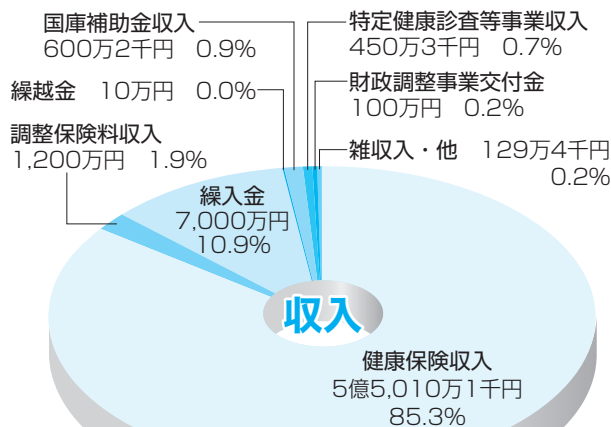 国庫補助金収入
600万2千円 0.9%
繰越金 10万円 0.0%
調整保険料収入
1,200万円 1.9%
特定健康診査等事業収入
450万3千円 0.7%
財政調整事業交付金
100万円 0.2%
雑収入・他 129万4千円
0.2%
繰入金
7,000万円
10.9%
収入
健康保険収入
5億5,010万1千円
85.3%